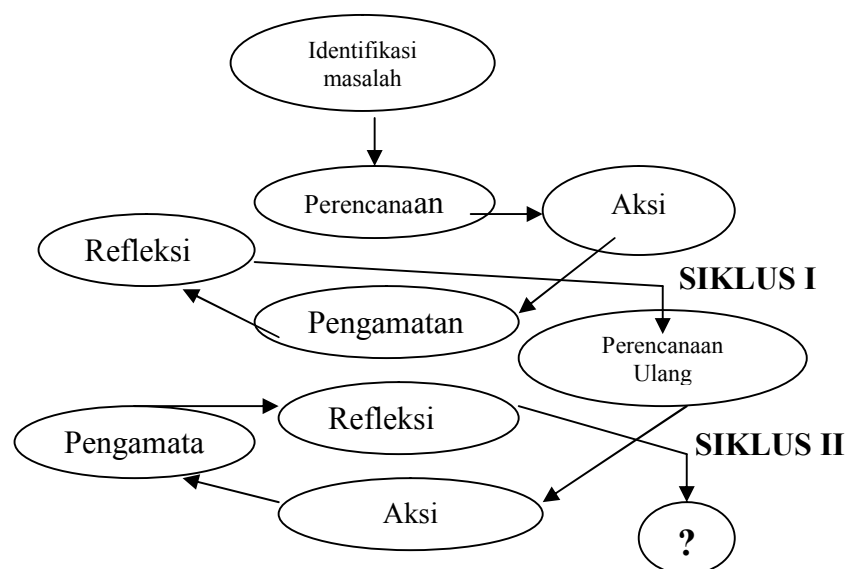 Identifikasi
masalah
Perencanaan
Aksi
Refleksi
SIKLUS I
Pengamatan
Perencanaan
Ulang
Refleksi
Pengamata
SIKLUS II
Aksi
?